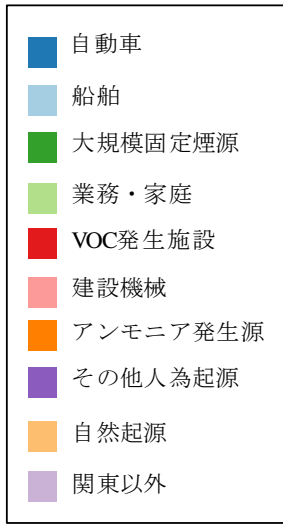 自動車
船舶
大規模固定煙源
業務・家庭
VOC発生施設
建設機械
アンモニア発生源
その他人為起源
自然起源
関東以外